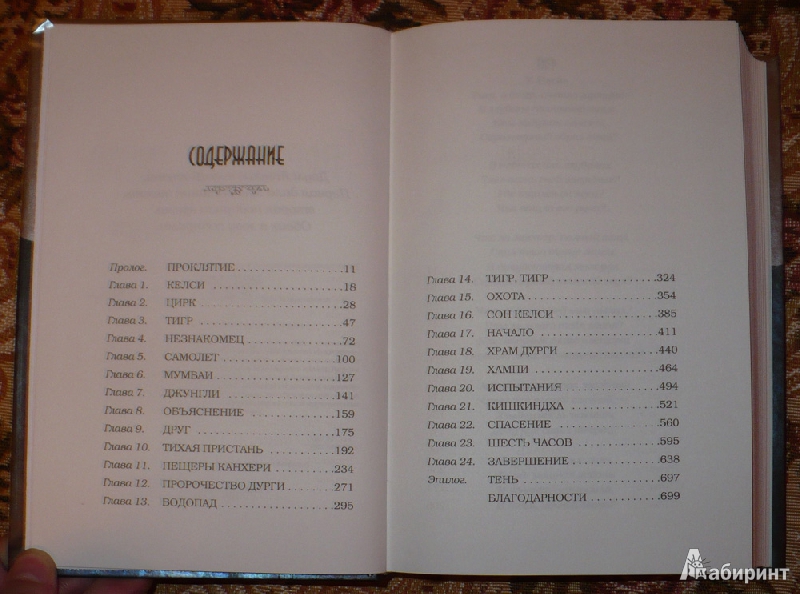 СОДЕРЖАНИЕ
Пролог. ПРОКЛЯТИЕ ....................11
Глава 1. КЕЛСИ ....................18
Глава 2. ЦИРК ....................28
Глава 3. ТИГР ....................47
Глава 4. НЕЗНАКОМЕЦ ....................72
Глава 5. САМОЛЕТ ....................100
Глава 6. МУМБАИ ....................127
Глава 7. ДЖУНГЛИ ....................141
Глава 8. ОБЪЯСНЕНИЕ ....................159
Глава 9. ДРУГ ....................175
Глава 10. ТИХАЯ ПРИСТАНЬ ....................192
Глава 11. ПЕЩЕРЫ КАНХЕРИ ....................234
Глава 12. ПРОРОЧЕСТВО ДУРГИ ....................271
Глава 13. ВОДОПАД ....................295
Глава 14. ТИГР, ТИГР ....................324
Глава 15. ОХОТА ....................354
Глава 16. СОН КЕЛСИ ....................385
Глава 17. НАЧАЛО ....................411
Глава 18. ХРАМ ДУРГИ ....................440
Глава 19. ХАМПИ ....................464
Глава 20. ИСПЫТАНИЯ ....................494
Глава 21. КИШКИНДХА ....................521
Глава 22. СПАСЕНИЕ ....................560
Глава 23. ШЕСТЬ ЧАСОВ ....................595
Глава 24. ЗАВЕРШЕНИЕ ....................638
Эпилог. ТЕНЬ ....................697
БЛАГОДАРНОСТИ ....................699
Лабиринт